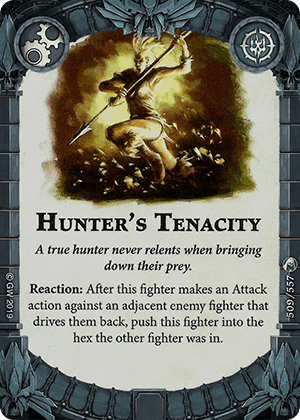 HUNTER'S TENACITY
A true hunter never relents when bringing
down their prey.
Reaction: After this fighter makes an Attack
action against an adjacent enemy fighter that
drives them back, push this fighter into the
hex the other fighter was in.
© GW 2019
509/557